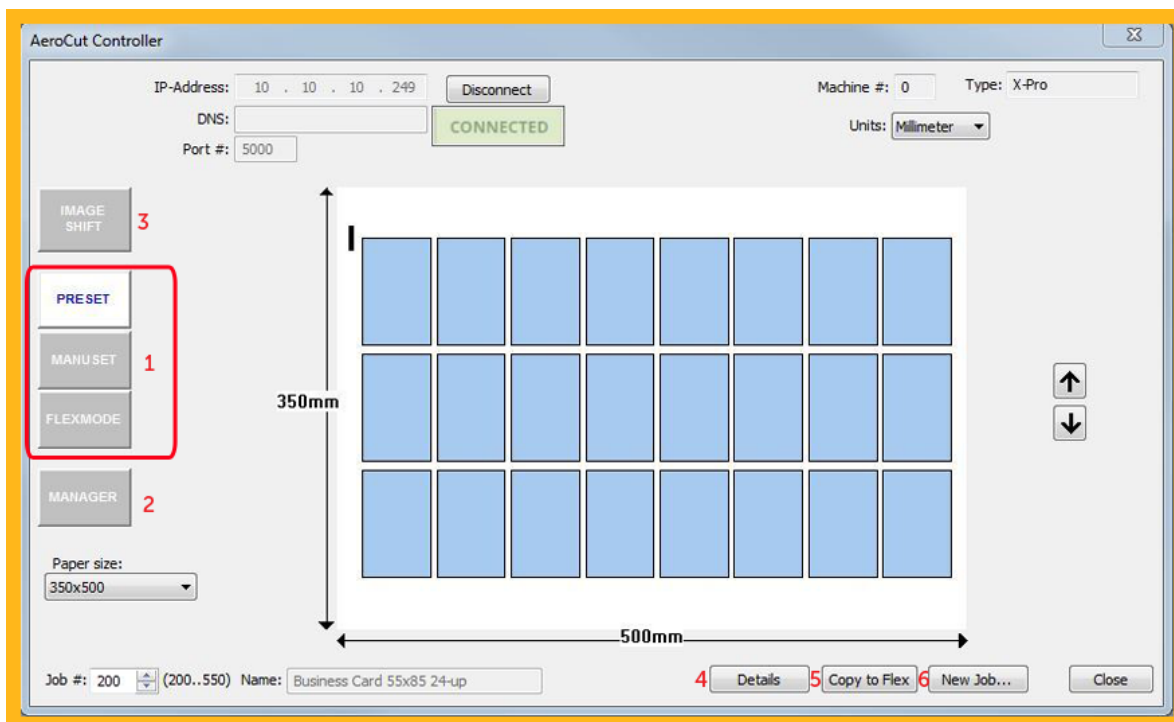 AeroCut Controller
IP-Address: 10 . 10 . 10 . 249 Disconnect Machine #: 0 Type: X-Pro
DNS: CONNECTED Units: Millimeter
Port #: 5000
IMAGE
SHIFT 3
PRESET
MANUSET 1
350mm
FLEXMODE
MANAGER 2
Paper size:
350x500
500mm
Job #: 200 (200..550) Name: Business Card 55x85 24-up 4 Details 5 Copy to Flex 6 New Job... Close